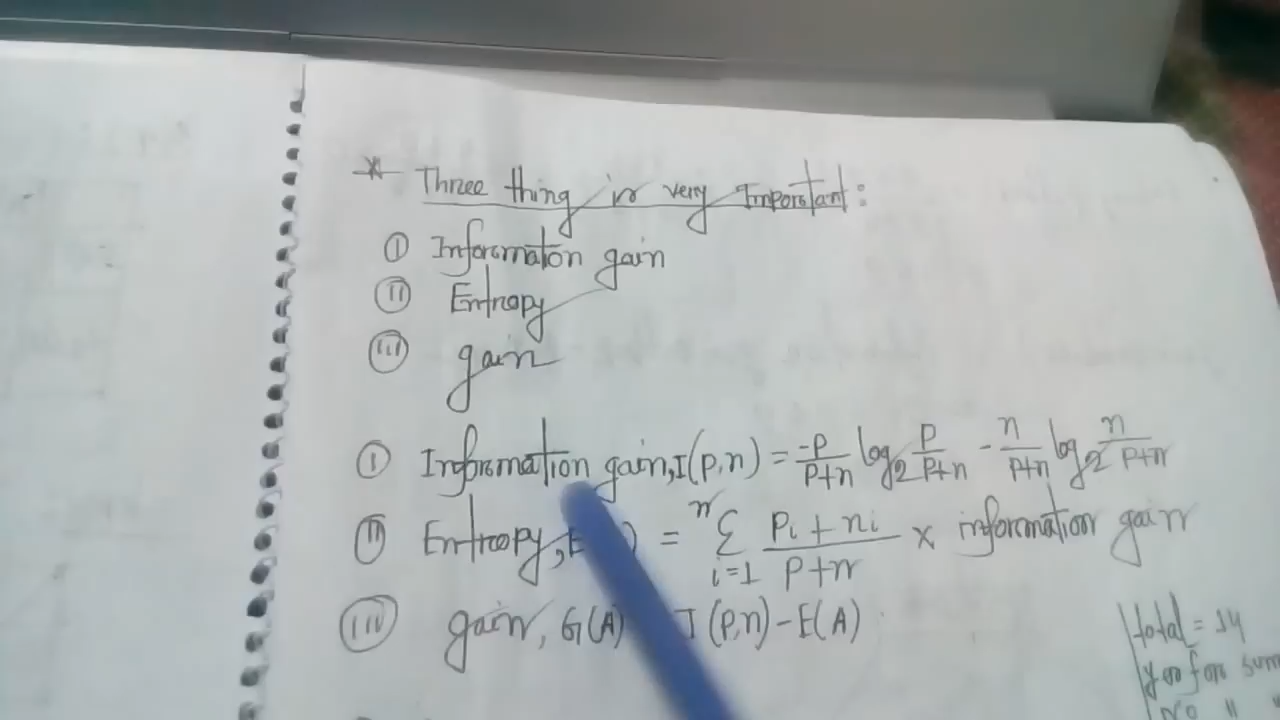 * Three thing is very Important:
(i) Information gain
(ii) Entropy
(iii) gain
(i) Information gain, I(p,n) = -p/p+n log2 p/p+n - n/p+n log2 n/p+n
(ii) Entropy, E( ) = n Σ i=1 pi + ni / p+n × information gain
(iii) gain, G(A) I(p,n) - E(A)
total = 14